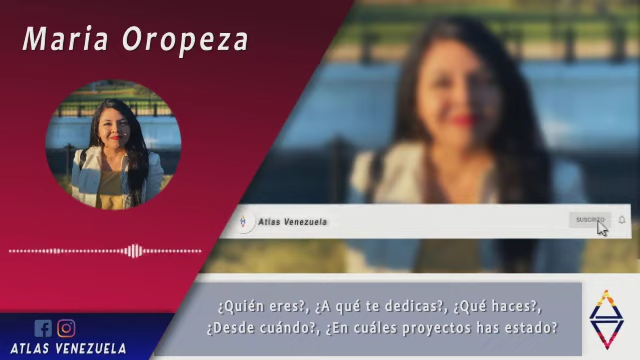 Maria Oropeza
Atlas Venezuela
SUSCRITO
¿Quién eres?, ¿A qué te dedicas?, ¿Qué haces?,
¿Desde cuándo?, ¿En cuáles proyectos has estado?
ATLAS VENEZUELA